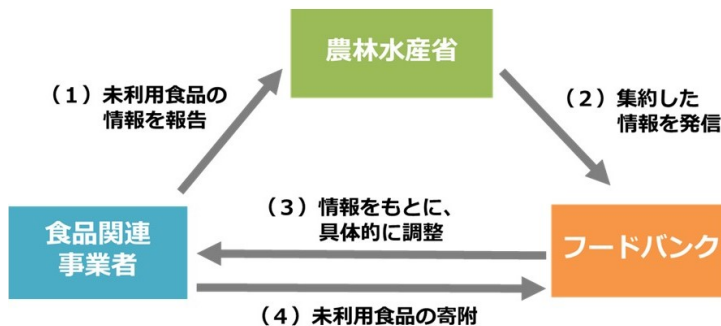 農林水産省
（1）未利用食品の
情報を報告
（2）集約した
情報を発信
食品関連
事業者
（3）情報をもとに、
具体的に調整
フードバンク
（4）未利用食品の寄附